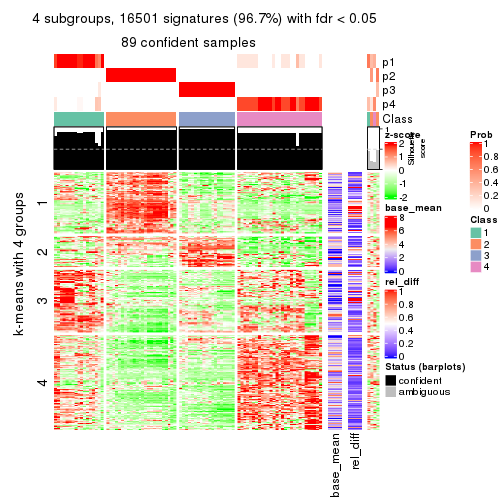 4 subgroups, 16501 signatures (96.7%) with fdr < 0.05
89 confident samples
p1
p2
p3
p4
Class
1
Silhouette
score
k-means with 4 groups
1
2
3
4
base_mean
rel_diff
z-score
2
1
0
-1
-2
base_mean
8
6
4
2
0
rel_diff
1
0.8
0.6
0.4
0.2
0
Status (barplots)
confident
ambiguous
Prob
1
0.8
0.6
0.4
0.2
0
Class
1
2
3
4